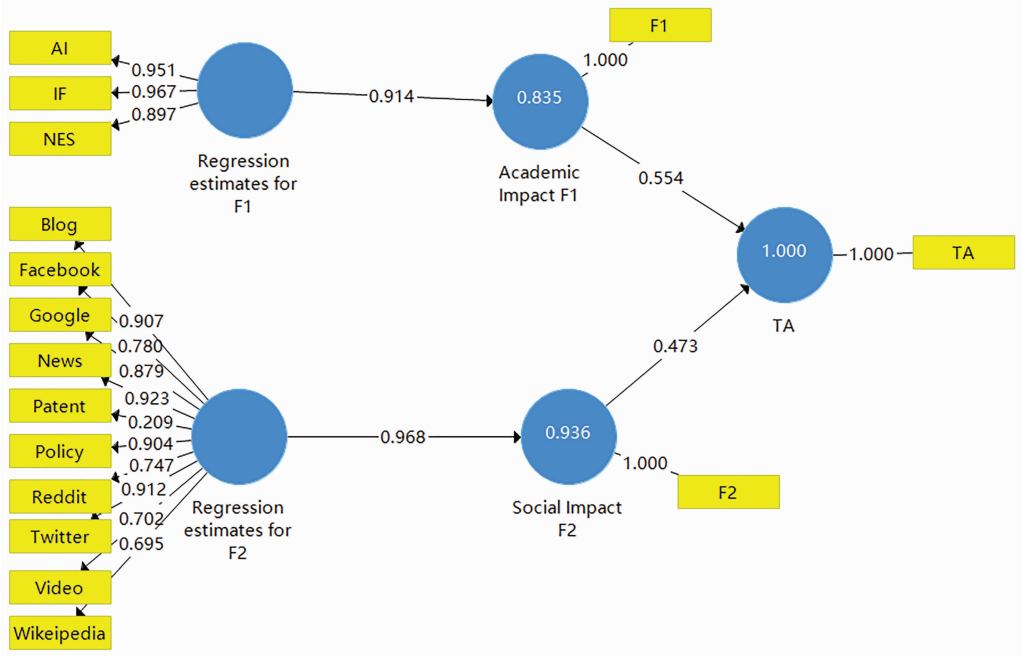 F1
AI
0.951
1.000
IF
0.967
0.914
0.835
0.897
NES
Regression
estimates for
F1
Academic
Impact F1
0.554
Blog
1.000
1.000
TA
Facebook
Google
0.907
TA
0.780
0.473
News
0.879
0.923
Patent
0.209
0.968
0.936
0.904
Policy
0.747
1.000
0.912
Reddit
F2
Regression
estimates for
F2
Social Impact
F2
0.702
Twitter
0.695
Video
Wikeipedia